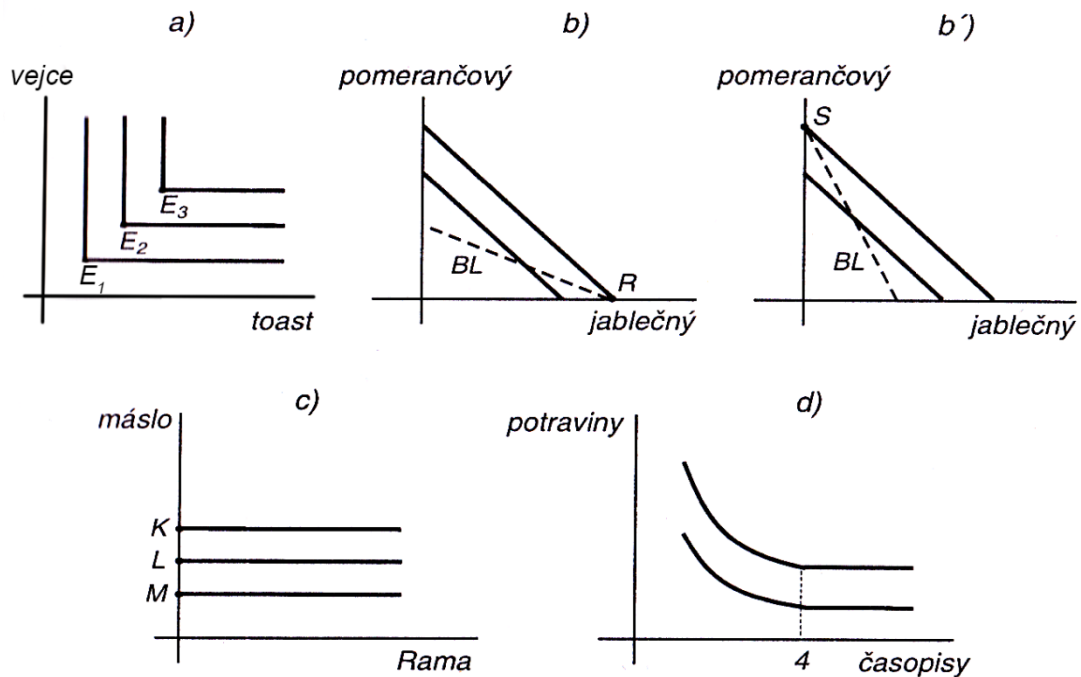 a)
vejce
E1
E2
E3
toast
b)
pomerančový
BL
R
jablečný
b´)
pomerančový
S
BL
jablečný
c)
máslo
K
L
M
Rama
d)
potraviny
4
časopisy